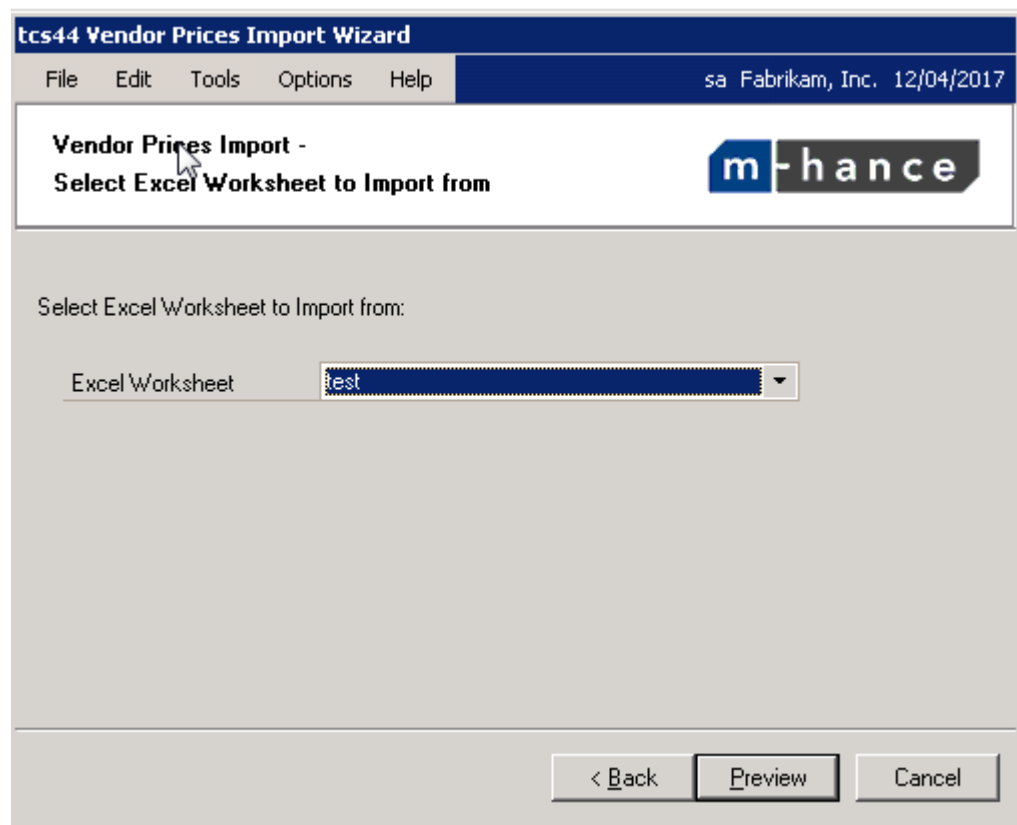 tcs44 Vendor Prices Import Wizard
File Edit Tools Options Help sa Fabrikam, Inc. 12/04/2017
Vendor Prices Import -
Select Excel Worksheet to Import from
m-hance
Select Excel Worksheet to Import from:
Excel Worksheet test
< Back Preview Cancel